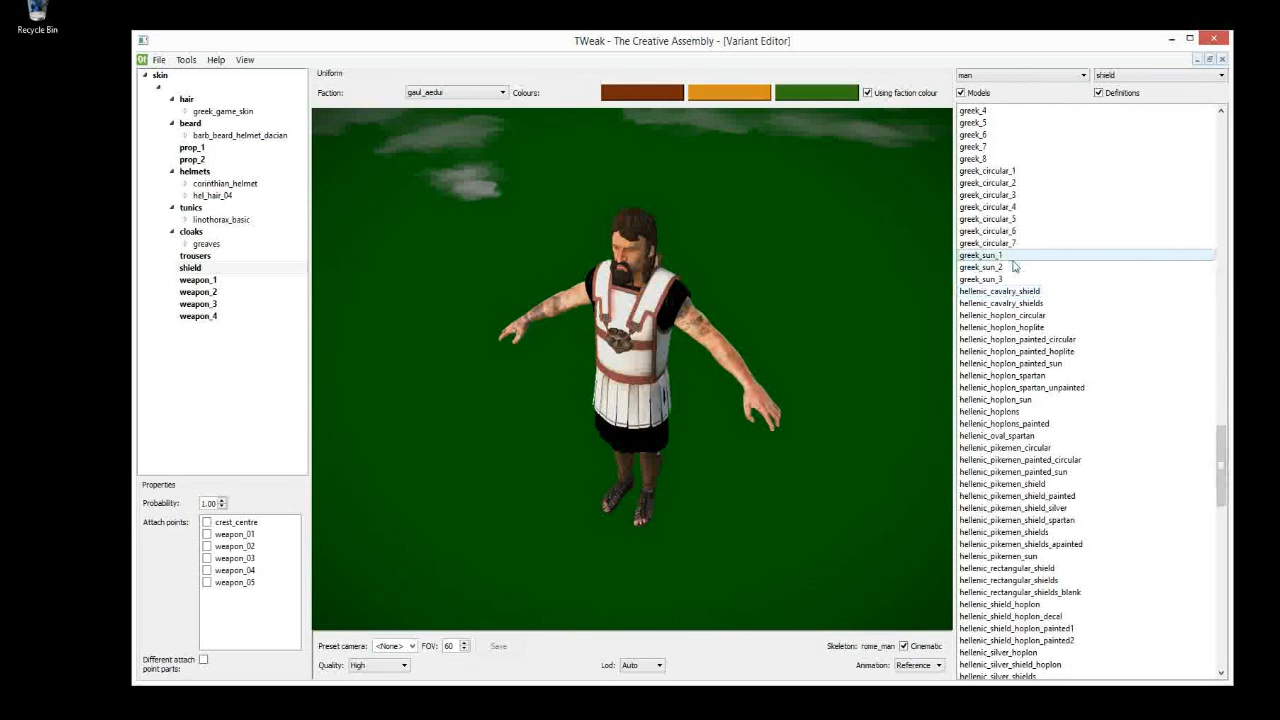 Recycle Bin
TWeak - The Creative Assembly - [Variant Editor]
Qt File Tools Help View
skin
hair
greek_game_skin
beard
barb_beard_helmet_dacian
prop_1
prop_2
helmets
corinthian_helmet
hel_hair_04
tunics
linothorax_basic
cloaks
greaves
trousers
shield
weapon_1
weapon_2
weapon_3
weapon_4
Properties
Probability: 1.00
Attach points:
crest_centre
weapon_01
weapon_02
weapon_03
weapon_04
weapon_05
Different attach
point parts:
Uniform
Faction: gaul_aedui Colours: Using faction colour
Preset camera: <None> FOV: 60 Save Skeleton: rome_man Cinematic
Quality: High Lod: Auto Animation: Reference
man shield
Models Definitions
greek_4
greek_5
greek_6
greek_7
greek_8
greek_circular_1
greek_circular_2
greek_circular_3
greek_circular_4
greek_circular_5
greek_circular_6
greek_circular_7
greek_sun_1
greek_sun_2
greek_sun_3
hellenic_cavalry_shield
hellenic_cavalry_shields
hellenic_hoplon_circular
hellenic_hoplon_hoplite
hellenic_hoplon_painted_circular
hellenic_hoplon_painted_hoplite
hellenic_hoplon_painted_sun
hellenic_hoplon_spartan
hellenic_hoplon_spartan_unpainted
hellenic_hoplon_sun
hellenic_hoplons
hellenic_hoplons_painted
hellenic_oval_spartan
hellenic_pikemen_circular
hellenic_pikemen_painted_circular
hellenic_pikemen_painted_sun
hellenic_pikemen_shield
hellenic_pikemen_shield_painted
hellenic_pikemen_shield_silver
hellenic_pikemen_shield_spartan
hellenic_pikemen_shields
hellenic_pikemen_shields_apainted
hellenic_pikemen_sun
hellenic_rectangular_shield
hellenic_rectangular_shields
hellenic_rectangular_shields_blank
hellenic_shield_hoplon
hellenic_shield_hoplon_decal
hellenic_shield_hoplon_painted1
hellenic_shield_hoplon_painted2
hellenic_silver_hoplon
hellenic_silver_shield_hoplon
hellenic_silver_shields